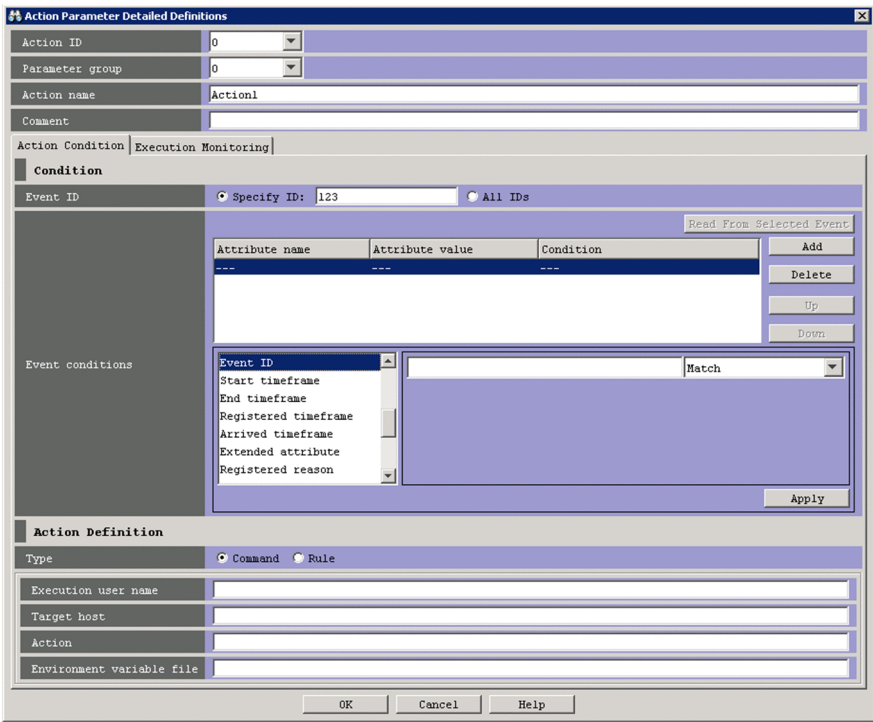 Action Parameter Detailed Definitions
Action ID 0
Parameter group 0
Action name Action1
Comment
Action Condition Execution Monitoring
Condition
Event ID Specify ID: 123 All IDs
Read From Selected Event
Attribute name Attribute value Condition Add
--- --- ---
Delete
Up
Down
Event conditions
Event ID Match
Start timeframe
End timeframe
Registered timeframe
Arrived timeframe
Extended attribute
Registered reason
Apply
Action Definition
Type Command Rule
Execution user name
Target host
Action
Environment variable file
OK Cancel Help